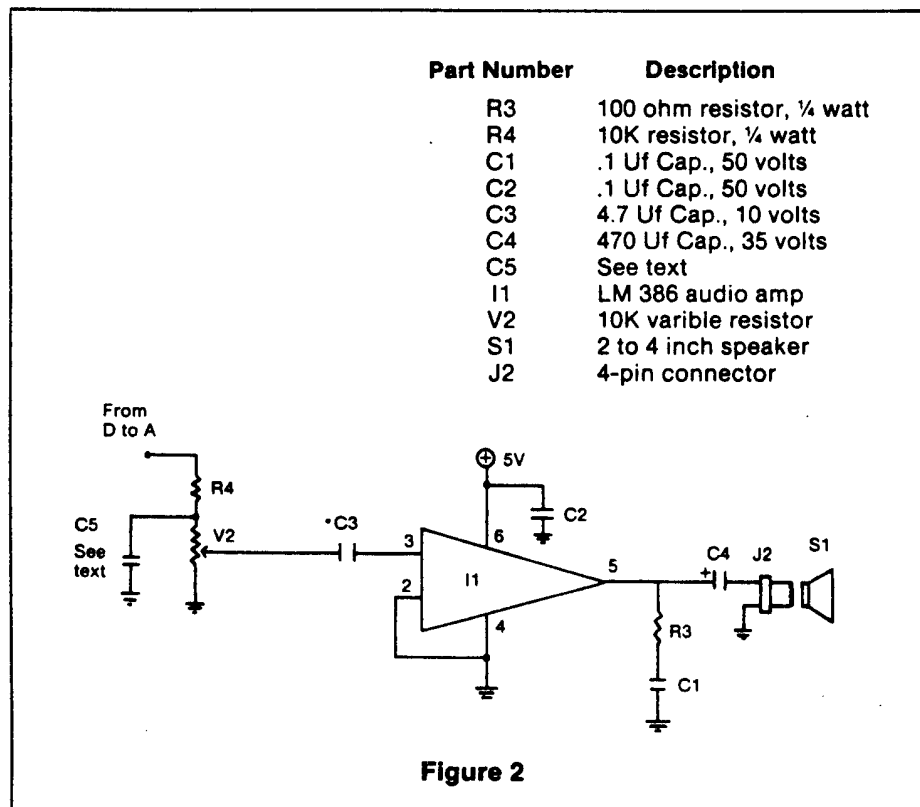 Part Number Description
R3 100 ohm resistor, ¼ watt
R4 10K resistor, ¼ watt
C1 .1 Uf Cap., 50 volts
C2 .1 Uf Cap., 50 volts
C3 4.7 Uf Cap., 10 volts
C4 470 Uf Cap., 35 volts
C5 See text
I1 LM 386 audio amp
V2 10K varible resistor
S1 2 to 4 inch speaker
J2 4-pin connector
From
D to A
R4
C5
See
text
V2
C3
5V
C2
6
3
2
I1
4
5
R3
C1
C4
+
J2
S1
Figure 2